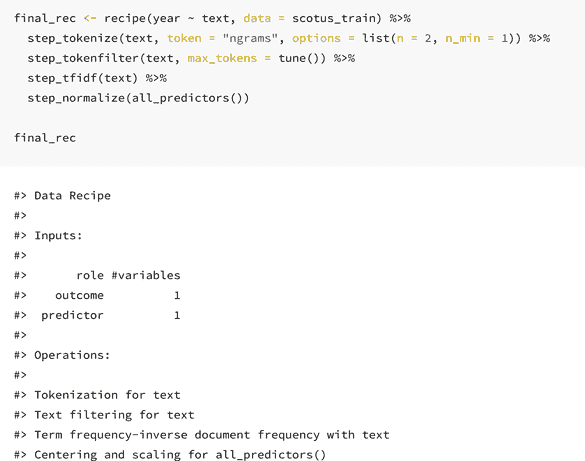 final_rec <- recipe(year ~ text, data = scotus_train) %>%
  step_tokenize(text, token = "ngrams", options = list(n = 2, n_min = 1)) %>%
  step_tokenfilter(text, max_tokens = tune()) %>%
  step_tfidf(text) %>%
  step_normalize(all_predictors())

final_rec

#> Data Recipe
#>
#> Inputs:
#>
#>       role #variables
#>    outcome          1
#>  predictor          1
#>
#> Operations:
#>
#> Tokenization for text
#> Text filtering for text
#> Term frequency-inverse document frequency with text
#> Centering and scaling for all_predictors()